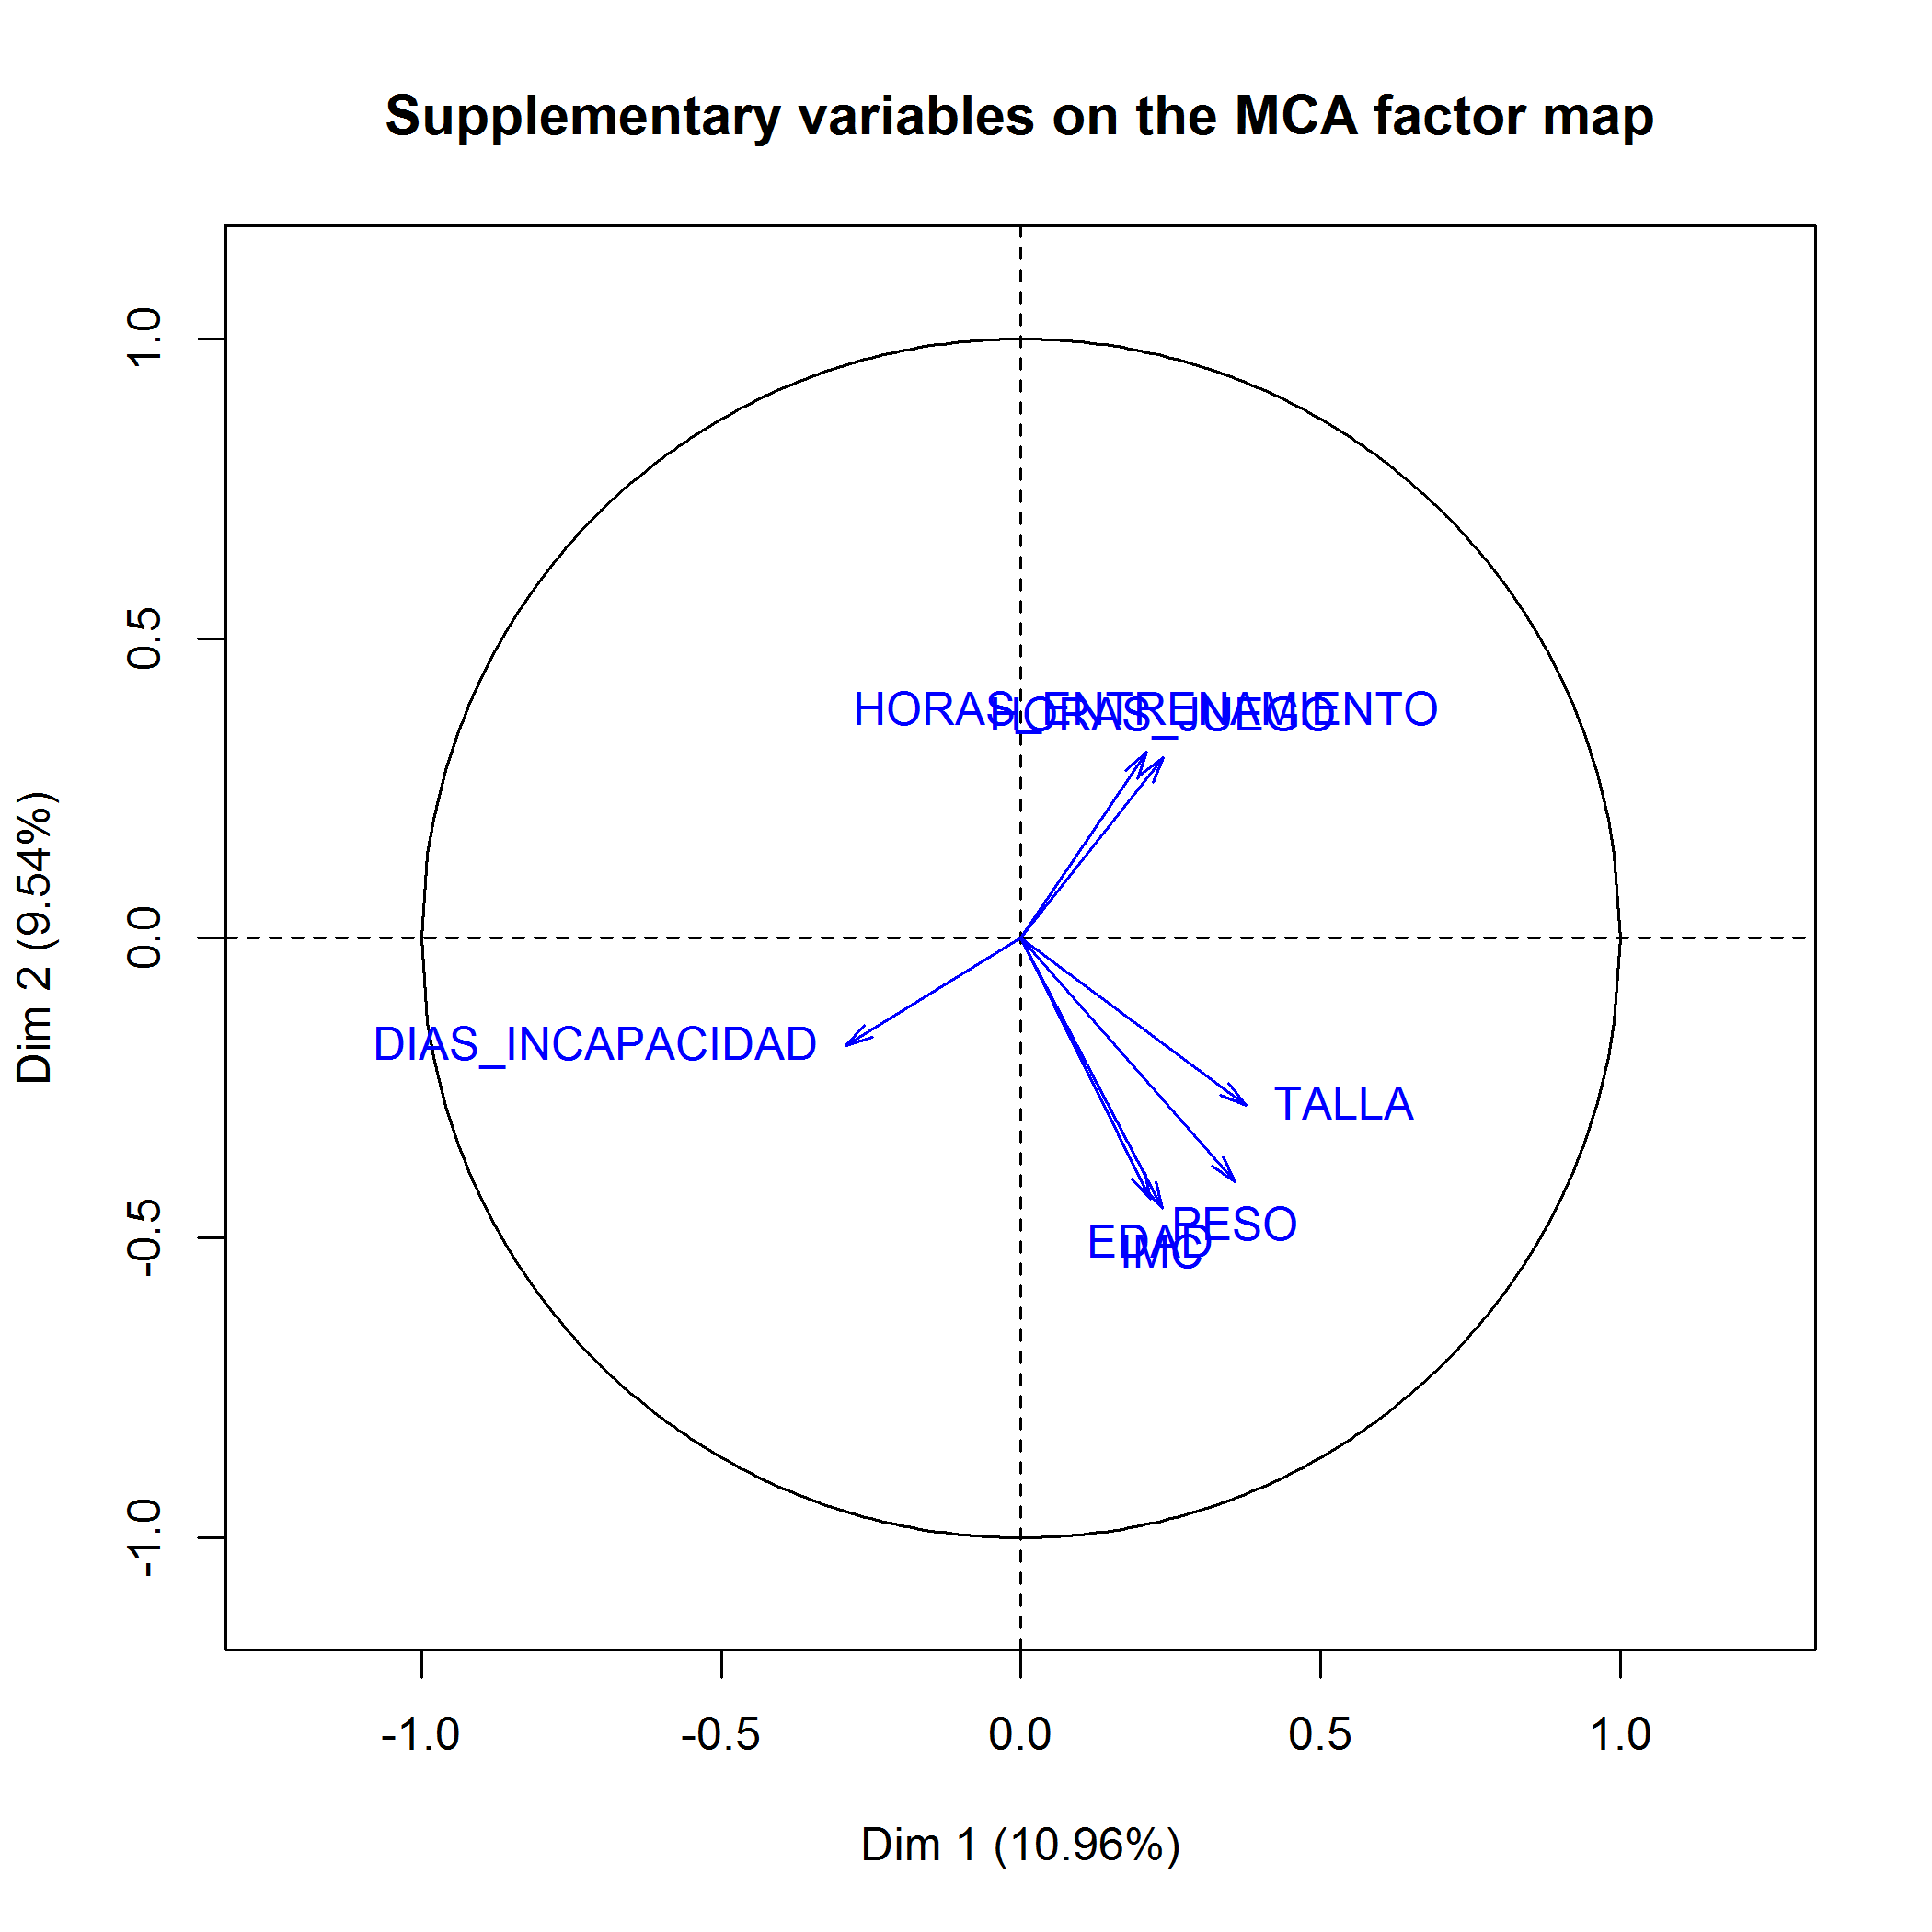 Supplementary variables on the MCA factor map
1.0
0.5
0.0
-0.5
-1.0
Dim 2 (9.54%)
HORAS_ENTRENAMIENTO
HORAS_JUEGO
DIAS_INCAPACIDAD
TALLA
PESO
EDAD
IMC
-1.0 -0.5 0.0 0.5 1.0
Dim 1 (10.96%)